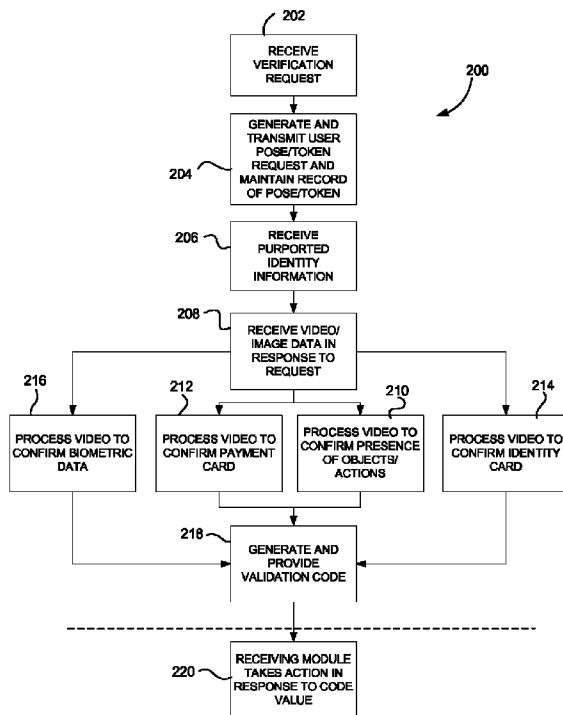 202
RECEIVE
VERIFICATION
REQUEST
200
204
GENERATE AND
TRANSMIT USER
POSE/TOKEN
REQUEST AND
MAINTAIN RECORD
OF POSE/TOKEN
206
RECEIVE
PURPORTED
IDENTITY
INFORMATION
208
RECEIVE VIDEO/
IMAGE DATA IN
RESPONSE TO
REQUEST
216
PROCESS VIDEO TO
CONFIRM BIOMETRIC
DATA
212
PROCESS VIDEO TO
CONFIRM PAYMENT
CARD
210
PROCESS VIDEO TO
CONFIRM PRESENCE
OF OBJECTS/
ACTIONS
214
PROCESS VIDEO TO
CONFIRM IDENTITY
CARD
218
GENERATE AND
PROVIDE
VALIDATION CODE
220
RECEIVING MODULE
TAKES ACTION IN
RESPONSE TO CODE
VALUE